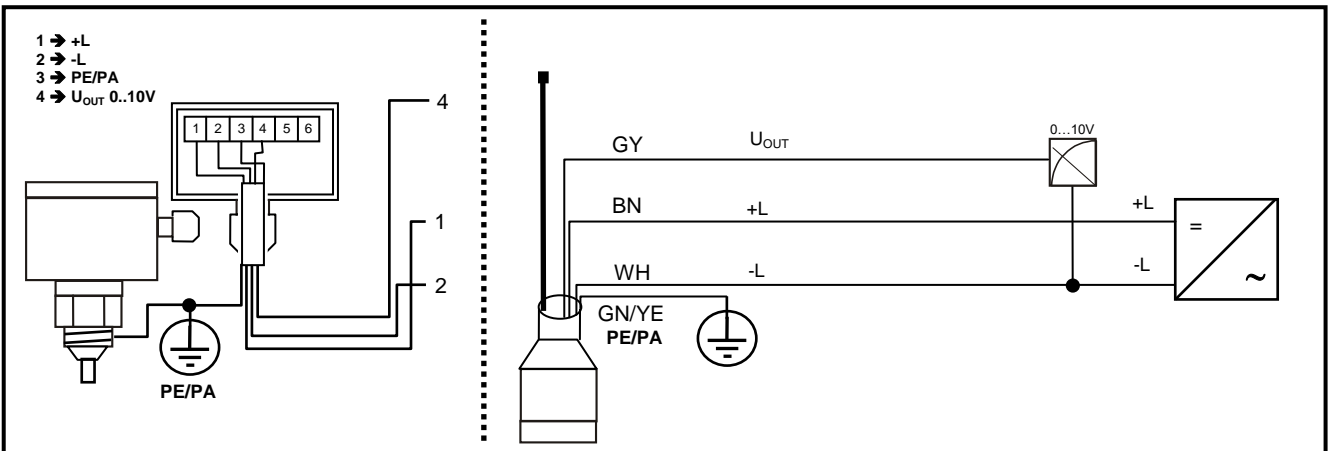 1 ➔ +L
2 ➔ -L
3 ➔ PE/PA
4 ➔ UOUT 0..10V
1 2 3 4 5 6
4
1
2
PE/PA
0...10V
GY UOUT
BN +L +L
=
WH -L -L
~
GN/YE
PE/PA